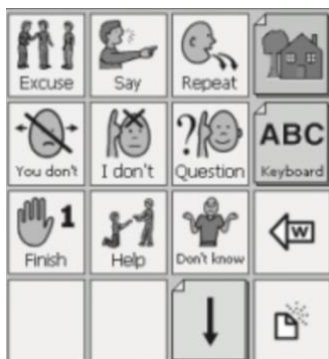 Excuse
Say
Repeat
You don't
I don't
?
Question
ABC
Keyboard
1
Finish
Help
Don't know
W